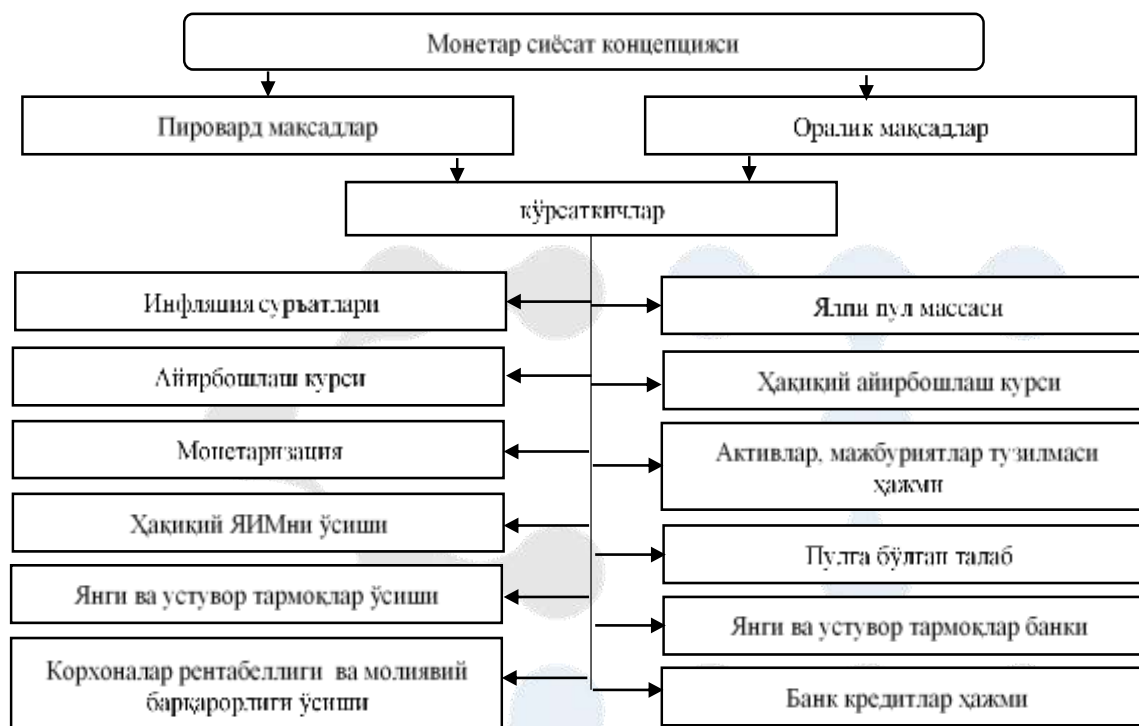 Монетар сиёсат концепцияси
Пировард мақсадлар
Оралик мақсадлар
кўрсаткичлар
Инфляция суръатлари
Ялпи пул массаси
Айирбошлаш курси
Ҳақиқий айирбошлаш курси
Монетаризация
Активлар, мажбуриятлар тузилмаси
ҳажми
Ҳақиқий ЯИМни ўсиши
Пулга бўлган талаб
Янги ва устувор тармоқлар ўсиши
Янги ва устувор тармоқлар банки
Корхоналар рентабеллиги ва молиявий
барқарорлиги ўсиши
Банк кредитлар ҳажми